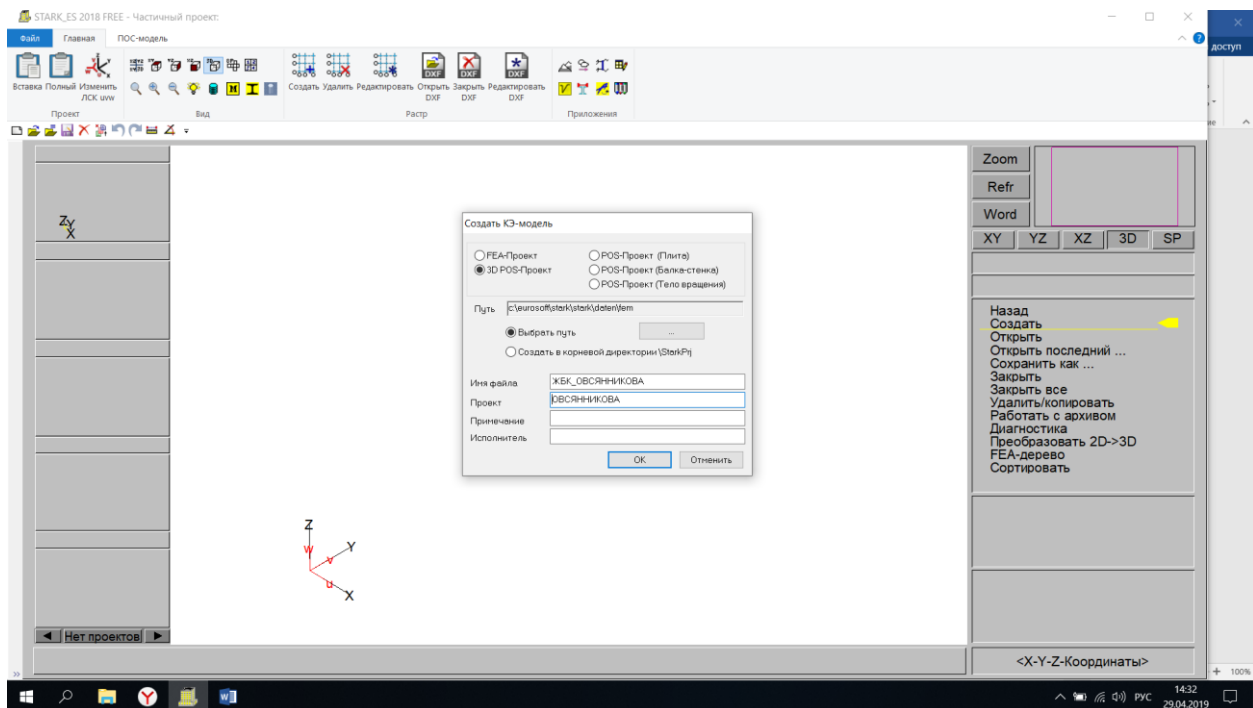 STARK_ES 2018 FREE - Частичный проект:
Файл Главная ПОС-модель
доступ
Вставка Полный Изменить ЛСК uvw
Создать Удалить Редактировать Открыть DXF Закрыть DXF Редактировать DXF
Проект Вид Растр Приложения
Z Y X
Zoom
Refr
Word
XY YZ XZ 3D SP
Создать КЭ-модель
FEA-Проект
3D POS-Проект
POS-Проект (Плита)
POS-Проект (Балка-стенка)
POS-Проект (Тело вращения)
Путь c:\eurosoft\stark\stark\daten\fem
Выбрать путь ...
Создать в корневой директории \StarkPrj
Имя файла ЖБК_ОВСЯННИКОВА
Проект ОВСЯННИКОВА
Примечание
Исполнитель
ОК Отменить
Назад
Создать
Открыть
Открыть последний ...
Сохранить как ...
Закрыть
Закрыть все
Удалить/копировать
Работать с архивом
Диагностика
Преобразовать 2D->3D
FEA-дерево
Сортировать
Z
W Y
v
u
X
Нет проектов
<X-Y-Z-Координаты>
100%
РУС
14:32
29.04.2019